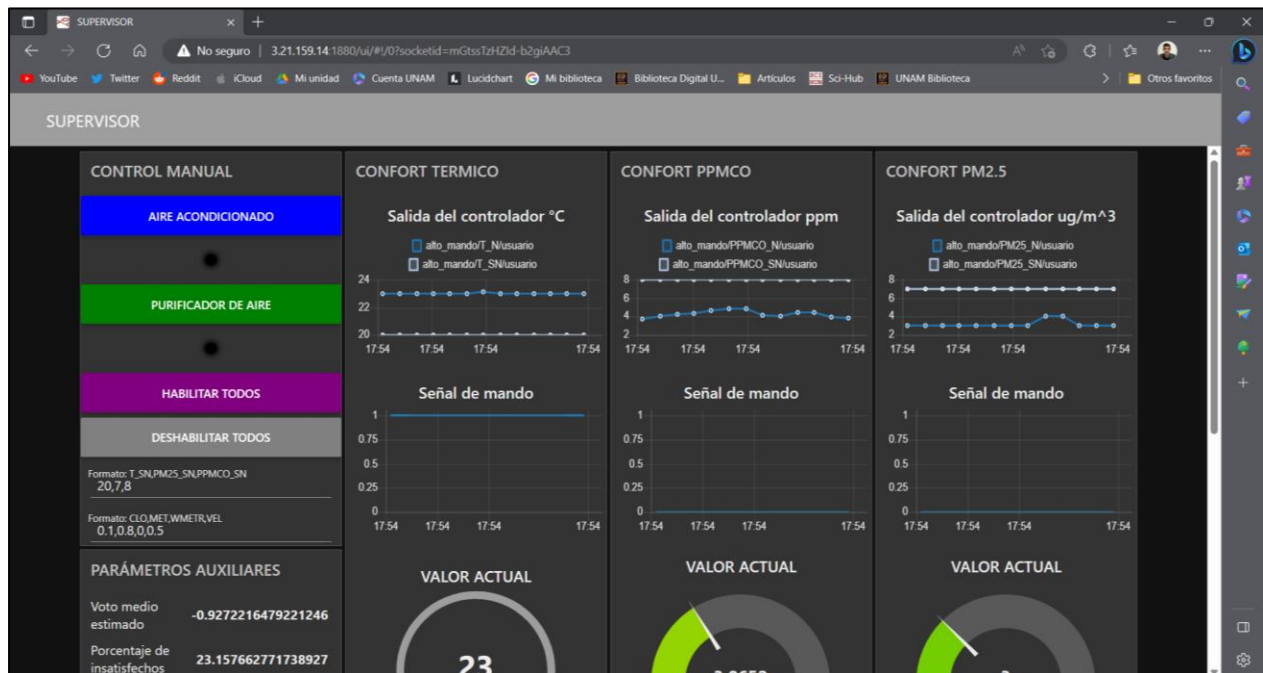 SUPERVISOR
No seguro | 3.21.159.14:1880/ui/#!/0?socketid=mGtssTzHZId-b2giAAC3
YouTube Twitter Reddit iCloud Mi unidad Cuenta UNAM Lucidchart Mi biblioteca Biblioteca Digital U... Artículos Sci-Hub UNAM Biblioteca Otros favoritos
SUPERVISOR
CONTROL MANUAL
AIRE ACONDICIONADO
PURIFICADOR DE AIRE
HABILITAR TODOS
DESHABILITAR TODOS
Formato: T_SN,PM25_SN,PPMCO_SN
20,7,8
Formato: CLO,MET,WMETR,VEL
0.1,0.8,0,0.5
PARÁMETROS AUXILIARES
Voto medio
estimado
-0.9272216479221246
Porcentaje de
insatisfechos
23.157662771738927
CONFORT TERMICO
Salida del controlador °C
alto_mando/T_N/usuario
alto_mando/T_SN/usuario
24
22
20
17:54 17:54 17:54 17:54
Señal de mando
1
0.75
0.5
0.25
0
17:54 17:54 17:54 17:54
VALOR ACTUAL
23
CONFORT PPMCO
Salida del controlador ppm
alto_mando/PPMCO_N/usuario
alto_mando/PPMCO_SN/usuario
8
6
4
2
17:54 17:54 17:54 17:54
Señal de mando
1
0.75
0.5
0.25
0
17:54 17:54 17:54 17:54
VALOR ACTUAL
CONFORT PM2.5
Salida del controlador ug/m^3
alto_mando/PM25_N/usuario
alto_mando/PM25_SN/usuario
8
6
4
2
17:54 17:54 17:54 17:54
Señal de mando
1
0.75
0.5
0.25
0
17:54 17:54 17:54 17:54
VALOR ACTUAL